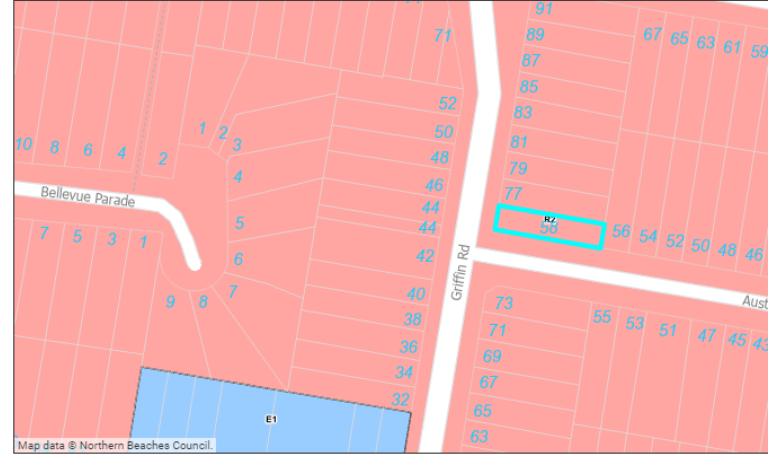 91
71
89
67 65 63 61 59
87
85
52
83
50
1 2 3
81
10 8 6 4 2
48
79
4
46
77
Bellevue Parade
44
R2
5
44
58
56 54 52 50 48 46
7 5 3 1
42
6
Griffin Rd
7
40
9 8
73
Aust
38
55 53 51 47 45 43
71
36
69
34
67
32
65
E1
63
Map data © Northern Beaches Council.